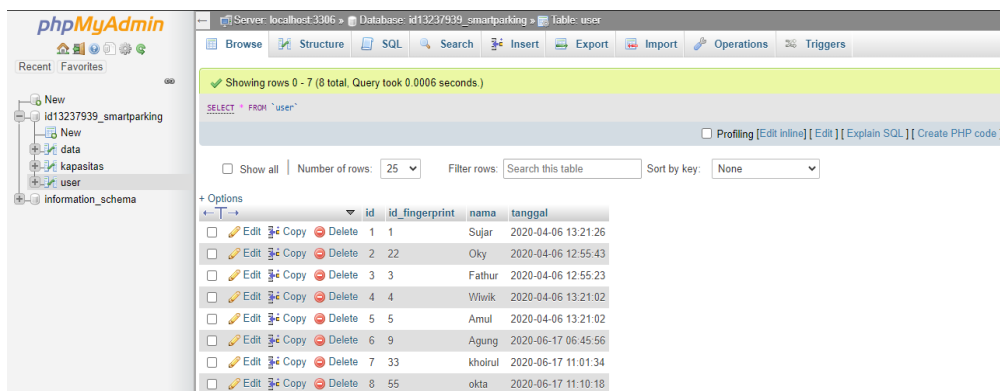 phpMyAdmin
Recent Favorites
New
id13237939_smartparking
New
data
kapasitas
user
information_schema
Server: localhost:3306 » Database: id13237939_smartparking » Table: user
Browse Structure SQL Search Insert Export Import Operations Triggers
Showing rows 0 - 7 (8 total, Query took 0.0006 seconds.)
SELECT * FROM `user`
Profiling [Edit inline] [ Edit ] [ Explain SQL ] [ Create PHP code ]
Show all Number of rows: 25 Filter rows: Search this table Sort by key: None
+ Options
←T→ ▼ id id_fingerprint nama tanggal
Edit Copy Delete 1 1 Sujar 2020-04-06 13:21:26
Edit Copy Delete 2 22 Oky 2020-04-06 12:55:43
Edit Copy Delete 3 3 Fathur 2020-04-06 12:55:23
Edit Copy Delete 4 4 Wiwik 2020-04-06 13:21:02
Edit Copy Delete 5 5 Amul 2020-04-06 13:21:02
Edit Copy Delete 6 9 Agung 2020-06-17 06:45:56
Edit Copy Delete 7 33 khoirul 2020-06-17 11:01:34
Edit Copy Delete 8 55 okta 2020-06-17 11:10:18